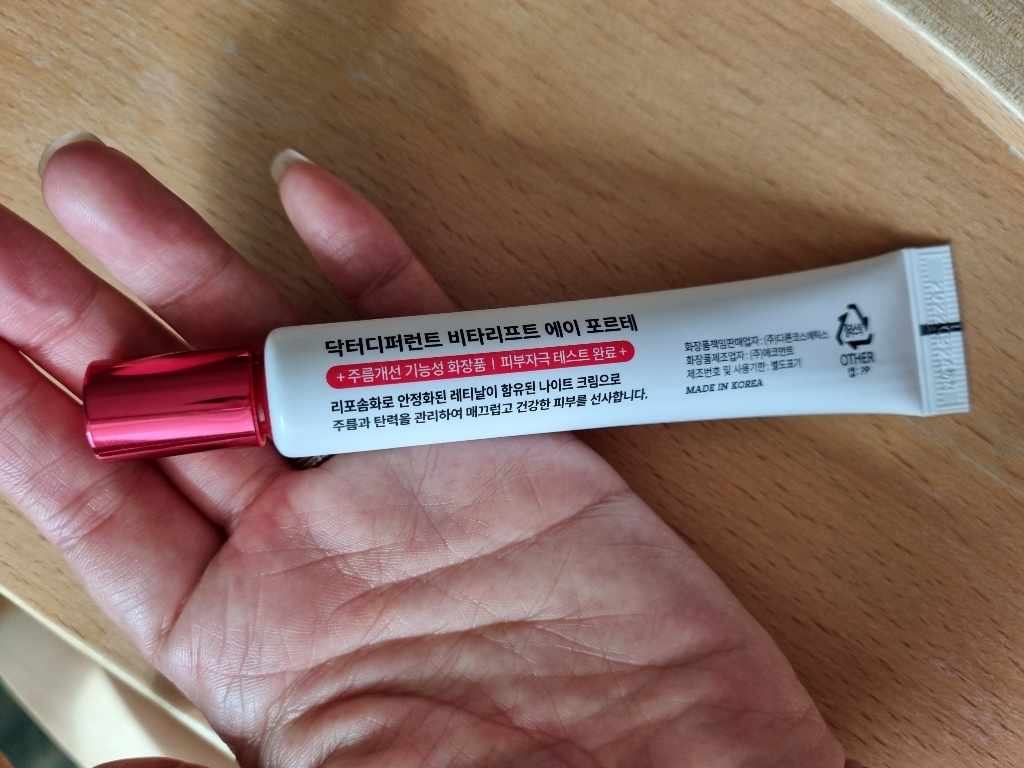 닥터디퍼런트 비타리프트 에이 포르테
+ 주름개선 기능성 화장품 | 피부자극 테스트 완료 +
리포솜화로 안정화된 레티날이 함유된 나이트 크림으로
주름과 탄력을 관리하여 매끄럽고 건강한 피부를 선사합니다.
화장품책임판매업자 : (주)다른코스메틱스
화장품제조업자 : (주)에코먼트
제조번호 및 사용기한 : 별도표기
MADE IN KOREA
OTHER
캡: PP